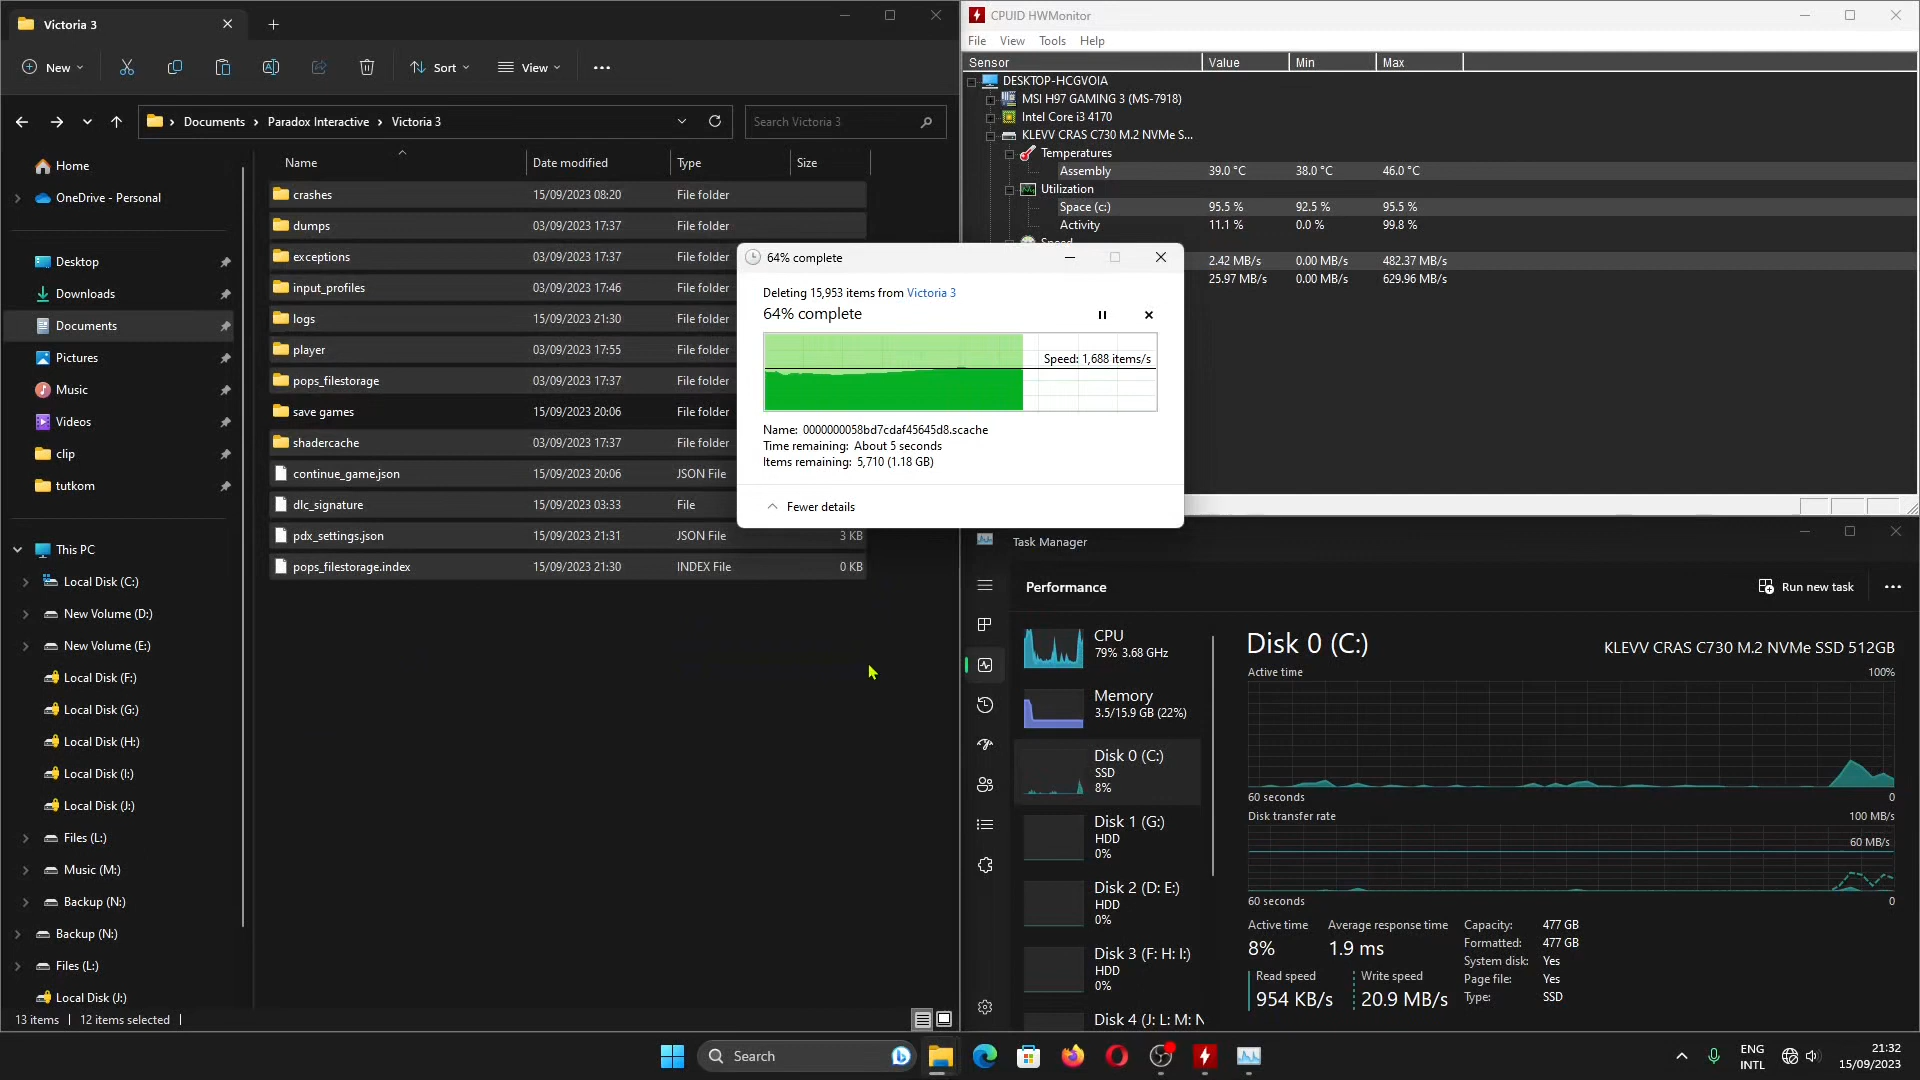 Victoria 3
New
Sort
View
Documents
Paradox Interactive
Victoria 3
Search Victoria 3
Home
OneDrive - Personal
Desktop
Downloads
Documents
Pictures
Music
Videos
clip
tutkom
This PC
Local Disk (C:)
New Volume (D:)
New Volume (E:)
Local Disk (F:)
Local Disk (G:)
Local Disk (H:)
Local Disk (I:)
Local Disk (J:)
Files (L:)
Music (M:)
Backup (N:)
Backup (N:)
Files (L:)
Local Disk (J:)
Name Date modified Type Size
crashes 15/09/2023 08:20 File folder
dumps 03/09/2023 17:37 File folder
exceptions 03/09/2023 17:37 File folder
input_profiles 03/09/2023 17:46 File folder
logs 15/09/2023 21:30 File folder
player 03/09/2023 17:55 File folder
pops_filestorage 03/09/2023 17:37 File folder
save games 15/09/2023 20:06 File folder
shadercache 03/09/2023 17:37 File folder
continue_game.json 15/09/2023 20:06 JSON File
dlc_signature 15/09/2023 03:33 File
pdx_settings.json 15/09/2023 21:31 JSON File 3 KB
pops_filestorage.index 15/09/2023 21:30 INDEX File 0 KB
13 items 12 items selected
CPUID HWMonitor
File View Tools Help
Sensor Value Min Max
DESKTOP-HCGVOIA
MSI H97 GAMING 3 (MS-7918)
Intel Core i3 4170
KLEVV CRAS C730 M.2 NVMe S...
Temperatures
Assembly 39.0 °C 38.0 °C 46.0 °C
Utilization
Space (c:) 95.5 % 92.5 % 95.5 %
Activity 11.1 % 0.0 % 99.8 %
Speed
2.42 MB/s 0.00 MB/s 482.37 MB/s
25.97 MB/s 0.00 MB/s 629.96 MB/s
64% complete
Deleting 15,953 items from Victoria 3
64% complete
Speed: 1,688 items/s
Name: 0000000058bd7cdaf45645d8.scache
Time remaining: About 5 seconds
Items remaining: 5,710 (1.18 GB)
Fewer details
Task Manager
Performance
Run new task
CPU
79% 3.68 GHz
Memory
3.5/15.9 GB (22%)
Disk 0 (C:)
SSD
8%
Disk 1 (G:)
HDD
0%
Disk 2 (D: E:)
HDD
0%
Disk 3 (F: H: I:)
HDD
0%
Disk 4 (J: L: M: N
Disk 0 (C:)
KLEVV CRAS C730 M.2 NVMe SSD 512GB
Active time 100%
60 seconds 0
Disk transfer rate 100 MB/s
60 MB/s
60 seconds 0
Active time Average response time
8% 1.9 ms
Read speed Write speed
954 KB/s 20.9 MB/s
Capacity: 477 GB
Formatted: 477 GB
System disk: Yes
Page file: Yes
Type: SSD
Search
ENG
INTL
21:32
15/09/2023